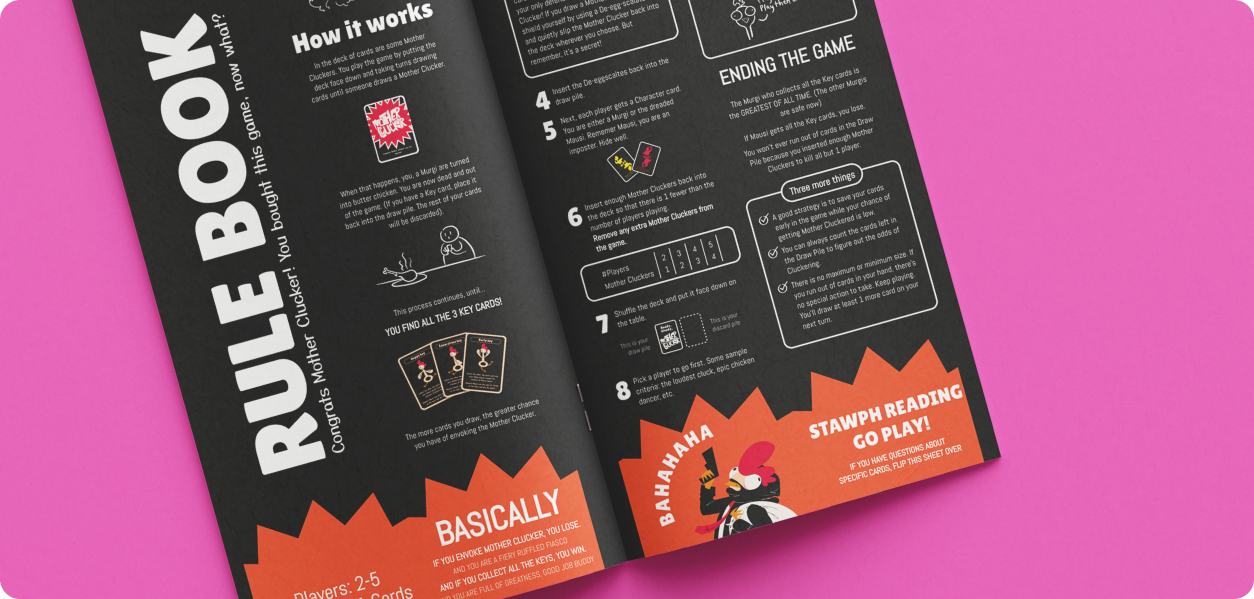 RULE BOOK
Congrats Mother Clucker! You bought this game, now what?
How it works
In the deck of cards are some Mother
Cluckers. You play the game by putting the
deck face down and taking turns drawing
cards until someone draws a Mother Clucker.
MOTHER
CLUCKER
When that happens, you, a Murgi are turned
into butter chicken. You are now dead and out
of the game. (If you have a Key card, place it
back into the draw pile. The rest of your cards
will be discarded).
This process continues, until...
YOU FIND ALL THE 3 KEY CARDS!
The more cards you draw, the greater chance
you have of envoking the Mother Clucker.
Players: 2-5
Cards
BASICALLY
IF YOU ENVOKE MOTHER CLUCKER, YOU LOSE.
AND YOU ARE A FIERY RUFFLED FIASCO
AND IF YOU COLLECT ALL THE KEYS, YOU WIN.
AND YOU ARE FULL OF GREATNESS, GOOD JOB BUDDY
your only defense
Clucker! If you draw a Mother
shield yourself by using a De-egg-scalates
and quietly slip the Mother Clucker back into
the deck wherever you choose. But
remember, it's a secret!
4 Insert the De-eggscaltes back into the
draw pile.
5 Next, each player gets a Character card.
You are either a Murgi or the dreaded
Mausi. Rememer Mausi, you are an
imposter. Hide well.
6 Insert enough Mother Cluckers back into
the deck so that there is 1 fewer than the
number of players playing.
Remove any extra Mother Cluckers from
the game.
#Players 2 3 4 5
Mother Cluckers 1 2 3 4
7 Shuffle the deck and put it face down on
the table.
This is your
draw pile
This is your
discard pile
8 Pick a player to go first. Some sample
criteria: the loudest cluck, epic chicken
dancer, etc.
BAHAHAHA
ENDING THE GAME
The Murgi who collects all the Key cards is
the GREATEST OF ALL TIME. (The other Murgis
are safe now)
If Mausi gets all the Key cards, you lose.
You won't ever run out of cards in the Draw
Pile because you inserted enough Mother
Cluckers to kill all but 1 player.
Three more things
A good strategy is to save your cards
early in the game while your chance of
getting Mother Cluckered is low.
You can always count the cards left in
the Draw Pile to figure out the odds of
Cluckering.
There is no maximum or minimum size. If
you run out of cards in your hand, there's
no special action to take. Keep playing.
You'll draw at least 1 more card on your
next turn.
STAWPH READING
GO PLAY!
IF YOU HAVE QUESTIONS ABOUT
SPECIFIC CARDS, FLIP THIS SHEET OVER